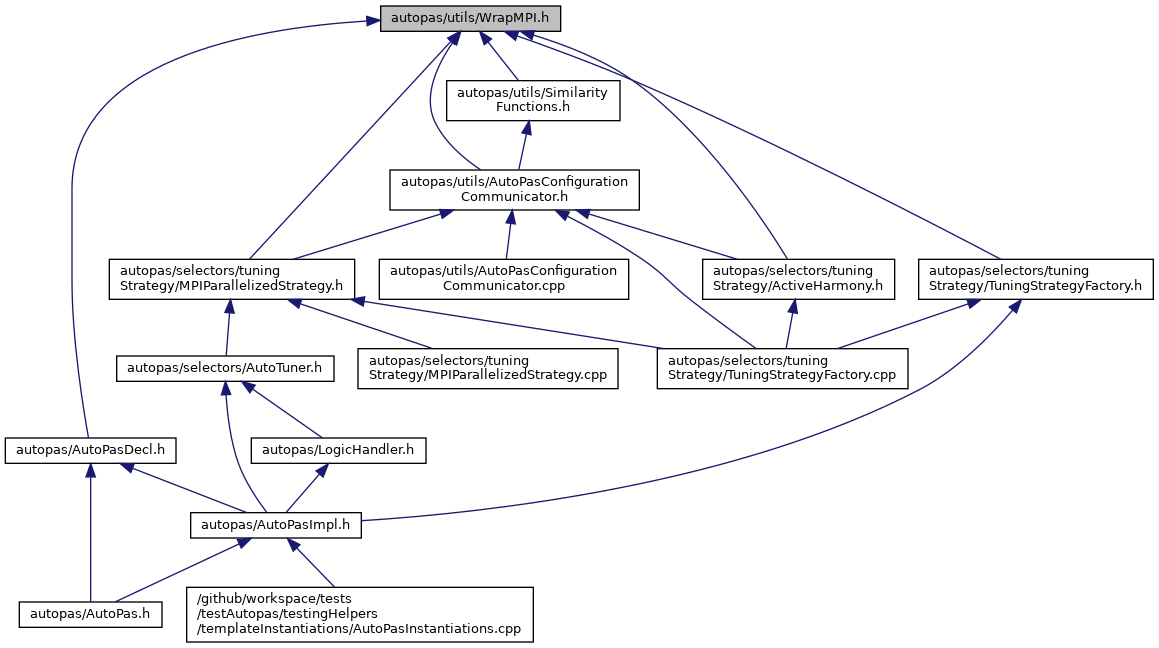 autopas/utils/WrapMPI.h
autopas/utils/Similarity
Functions.h
autopas/utils/AutoPasConfiguration
Communicator.h
autopas/selectors/tuning
Strategy/MPIParallelizedStrategy.h
autopas/utils/AutoPasConfiguration
Communicator.cpp
autopas/selectors/tuning
Strategy/ActiveHarmony.h
autopas/selectors/tuning
Strategy/TuningStrategyFactory.h
autopas/selectors/AutoTuner.h
autopas/selectors/tuning
Strategy/MPIParallelizedStrategy.cpp
autopas/selectors/tuning
Strategy/TuningStrategyFactory.cpp
autopas/AutoPasDecl.h
autopas/LogicHandler.h
autopas/AutoPasImpl.h
autopas/AutoPas.h
/github/workspace/tests
/testAutopas/testingHelpers
/templateInstantiations/AutoPasInstantiations.cpp